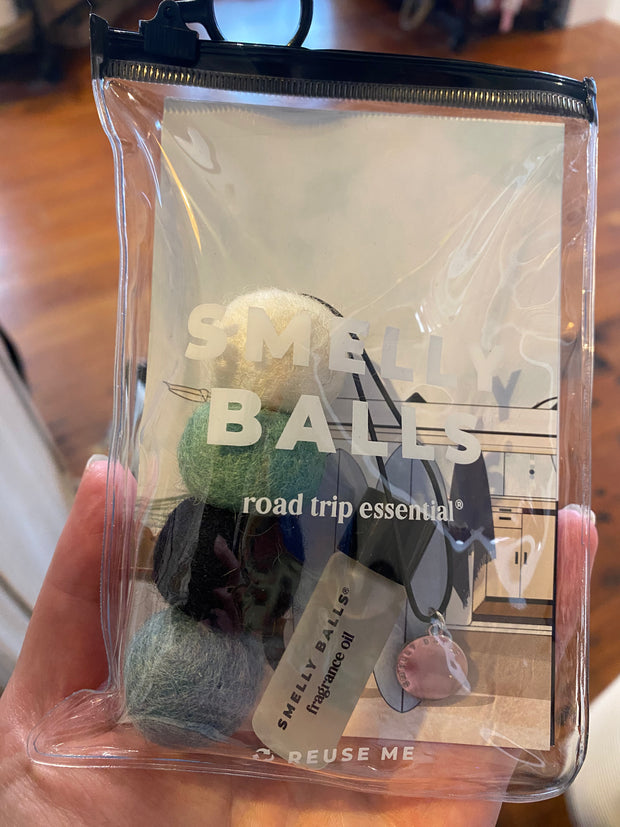 SMELLY
BALLS
road trip essential®
SMELLY BALLS®
fragrance oil
REUSE ME